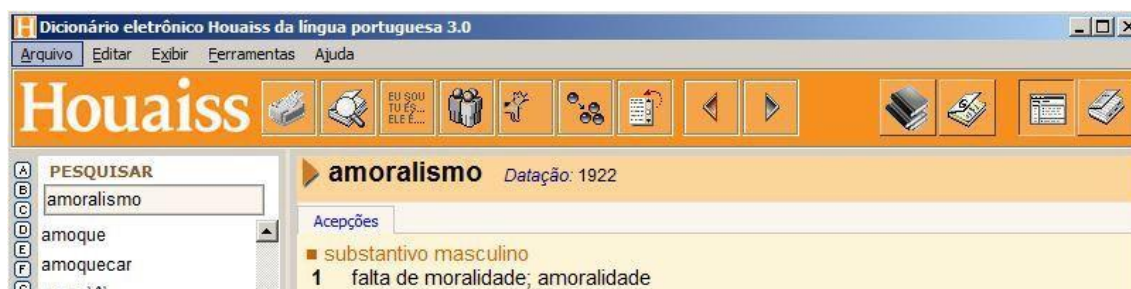 Dicionário eletrônico Houaiss da língua portuguesa 3.0
Arquivo Editar Exibir Ferramentas Ajuda
Houaiss
EU SOU
TU ÉS...
ELE É...
A
B
C
D
E
F
PESQUISAR
amoralismo
amoque
amoquecar
amoralismo Datação: 1922
Acepções
substantivo masculino
1 falta de moralidade; amoralidade